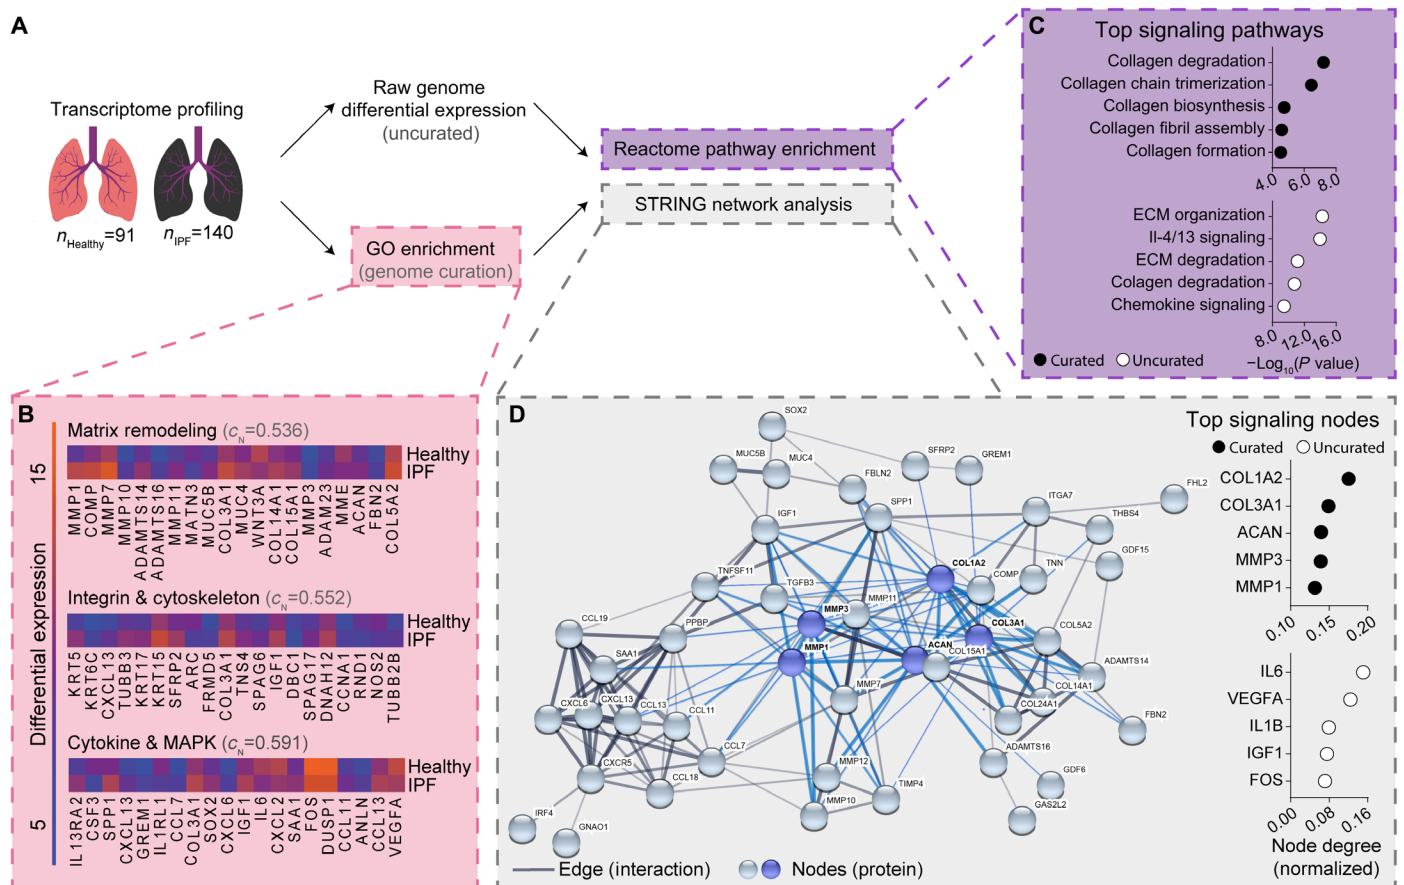 A
Transcriptome profiling
nHealthy=91
nIPF=140
Raw genome
differential expression
(uncurated)
GO enrichment
(genome curation)
Reactome pathway enrichment
STRING network analysis
C
Top signaling pathways
Collagen degradation
Collagen chain trimerization
Collagen biosynthesis
Collagen fibril assembly
Collagen formation
4.0 6.0 8.0
ECM organization
Il-4/13 signaling
ECM degradation
Colagen degradation
Chemokine signaling
8.0 12.0 16.0
Curated Uncurated
−Log10(P value)
B
Differential expression
15
5
Matrix remodeling (cN=0.536)
Healthy
IPF
MMP1
COMP
MMP7
MMP10
ADAMTS14
ADAMTS16
MMP11
MATN3
MUC5B
COL3A1
MUC4
WNT3A
COL14A1
COL15A1
MMP3
ADAM23
MME
ACAN
FBN2
COL5A2
Integrin & cytoskeleton (cN=0.552)
Healthy
IPF
KRT5
KRT6C
CXCL13
TUBB3
KRT17
KRT15
SFRP2
ARC
FRMD5
COL3A1
TNS4
SPAG6
IGF1
DBC1
SPAG17
DNAH12
CCNA1
RND1
NOS2
TUBB2B
Cytokine & MAPK (cN=0.591)
Healthy
IPF
IL13RA2
CSF3
SPP1
CXCL13
GREM1
IL1RL1
CCL7
COL3A1
SOX2
CXCL6
IGF1
IL6
CXCL2
SAA1
FOS
DUSP1
CCL11
ANLN
CCL13
VEGFA
D
SOX2
MUC5B
MUC4
FBLN2
SFRP2
GREM1
SPP1
ITGA7
FHL2
IGF1
THBS4
GDF15
TNFSF11
TGFB3
COL1A2
COMP
TNN
MMP3
MMP11
CCL19
PPBP
COL3A1
COL5A2
MMP1
ACAN
COL15A1
SAA1
ADAMTS14
MMP7
COL14A1
CXCL6
CXCL13
CCL13
CCL11
COL24A1
FBN2
CCL7
ADAMTS16
CXCR5
CCL18
MMP12
TIMP4
GDF6
MMP10
GAS2L2
IRF4
GNAO1
Edge (interaction)
Nodes (protein)
Top signaling nodes
Curated Uncurated
COL1A2
COL3A1
ACAN
MMP3
MMP1
0.10 0.15 0.20
IL6
VEGFA
IL1B
IGF1
FOS
0.00 0.08 0.16
Node degree
(normalized)